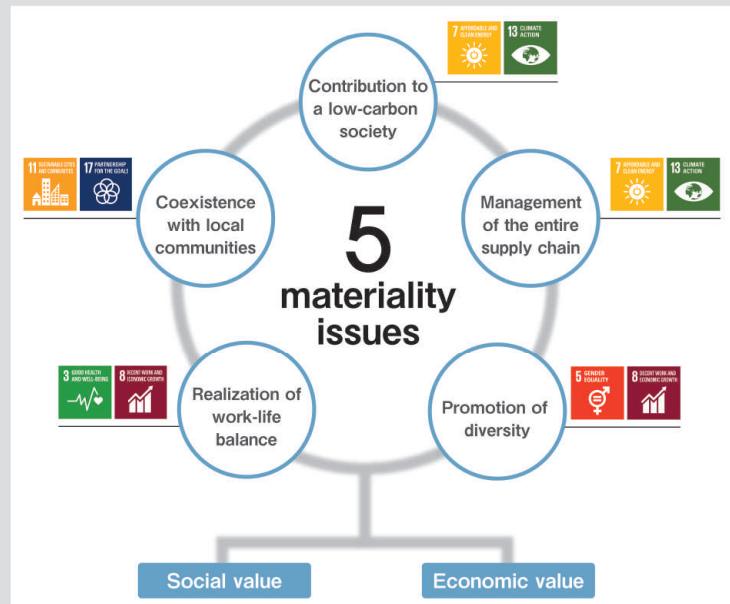 7 AFFORDABLE AND
CLEAN ENERGY
13 CLIMATE
ACTION
Contribution to
a low-carbon
society
11 SUSTAINABLE CITIES
AND COMMUNITIES
17 PARTNERSHIP
FOR THE GOALS
Coexistence
with local
communities
7 AFFORDABLE AND
CLEAN ENERGY
13 CLIMATE
ACTION
Management
of the entire
supply chain
5
materiality
issues
3 GOOD HEALTH
AND WELL-BEING
8 DECENT WORK AND
ECONOMIC GROWTH
Realization of
work-life
balance
5 GENDER
EQUALITY
8 DECENT WORK AND
ECONOMIC GROWTH
Promotion of
diversity
Social value
Economic value